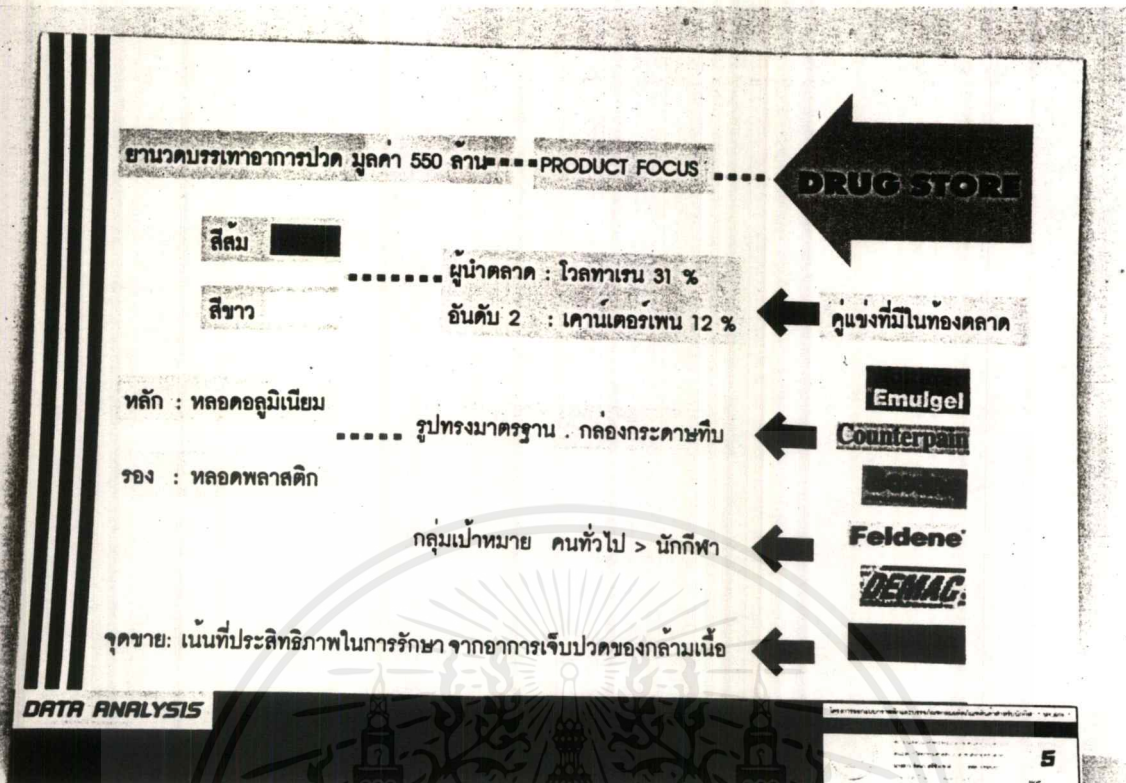 ยานวดบรรเทาอาการปวด มูลค่า 550 ล้าน PRODUCT FOCUS DRUG STORE
สีส้ม
ผู้นำตลาด : โวลทาเรน 31 %
สีขาว
อันดับ 2 : เคาน์เตอร์เพน 12 % คู่แข่งที่มีในท้องตลาด
Emulgel
หลัก : หลอดอลูมิเนียม
รูปทรงมาตรฐาน . กล่องกระดาษทึบ Counterpain
รอง : หลอดพลาสติก
กลุ่มเป้าหมาย คนทั่วไป > นักกีฬา Feldene
DEMAC
จุดขาย: เน้นที่ประสิทธิภาพในการรักษา จากอาการเจ็บปวดของกล้ามเนื้อ
DATA ANALYSIS
5